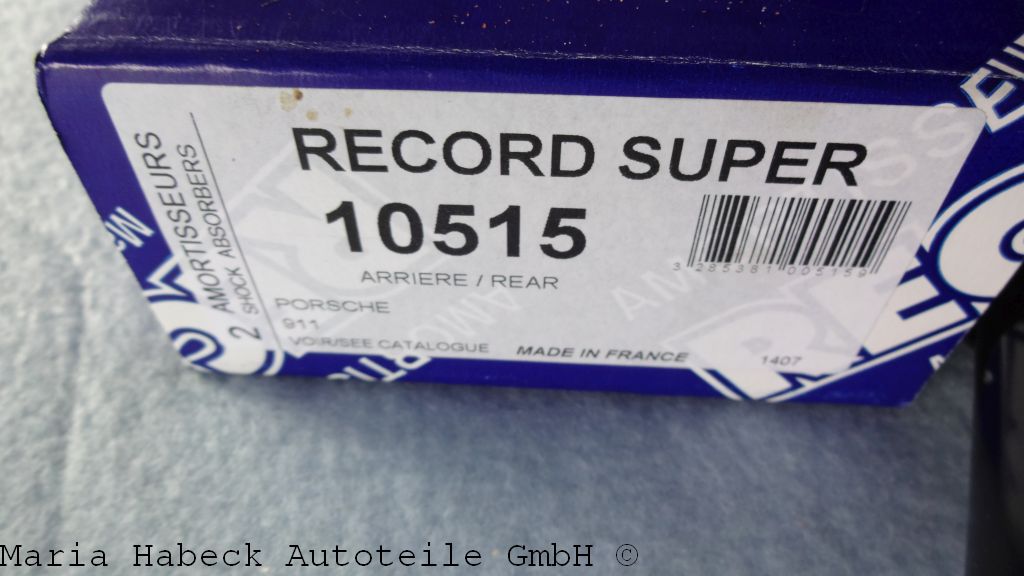 RECORD SUPER
10515
ARRIERE / REAR
PORSCHE
911
VOIR/SEE CATALOGUE
MADE IN FRANCE
1407
3 285381 005159
2 AMORTISSEURS
SHOCK ABSORBERS
Maria Habeck Autoteile GmbH ©